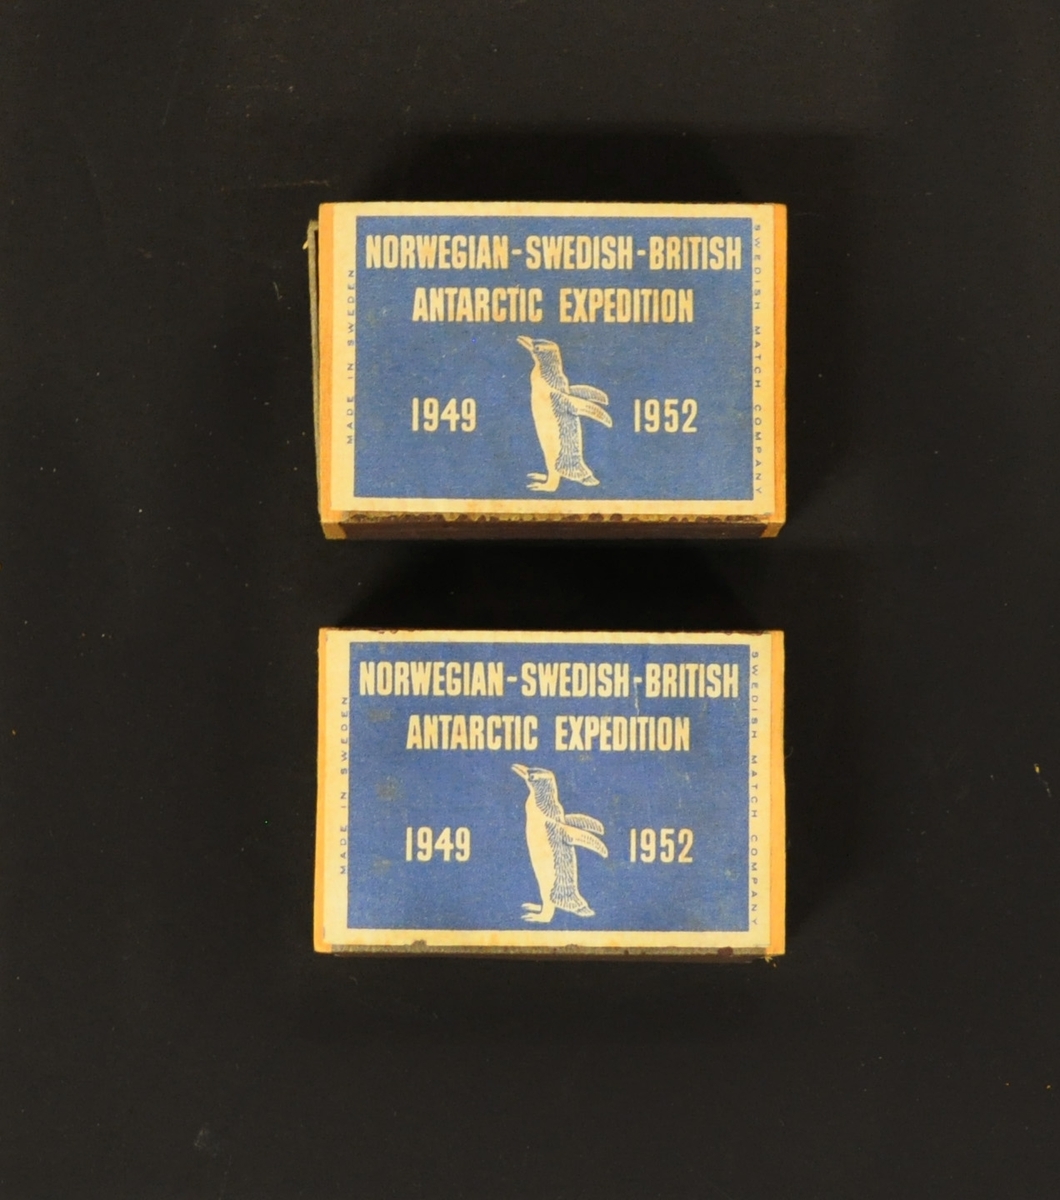 NORWEGIAN-SWEDISH-BRITISH
ANTARCTIC EXPEDITION
1949 1952
MADE IN SWEDEN
SWEDISH MATCH COMPANY
NORWEGIAN-SWEDISH-BRITISH
ANTARCTIC EXPEDITION
1949 1952
MADE IN SWEDEN
SWEDISH MATCH COMPANY